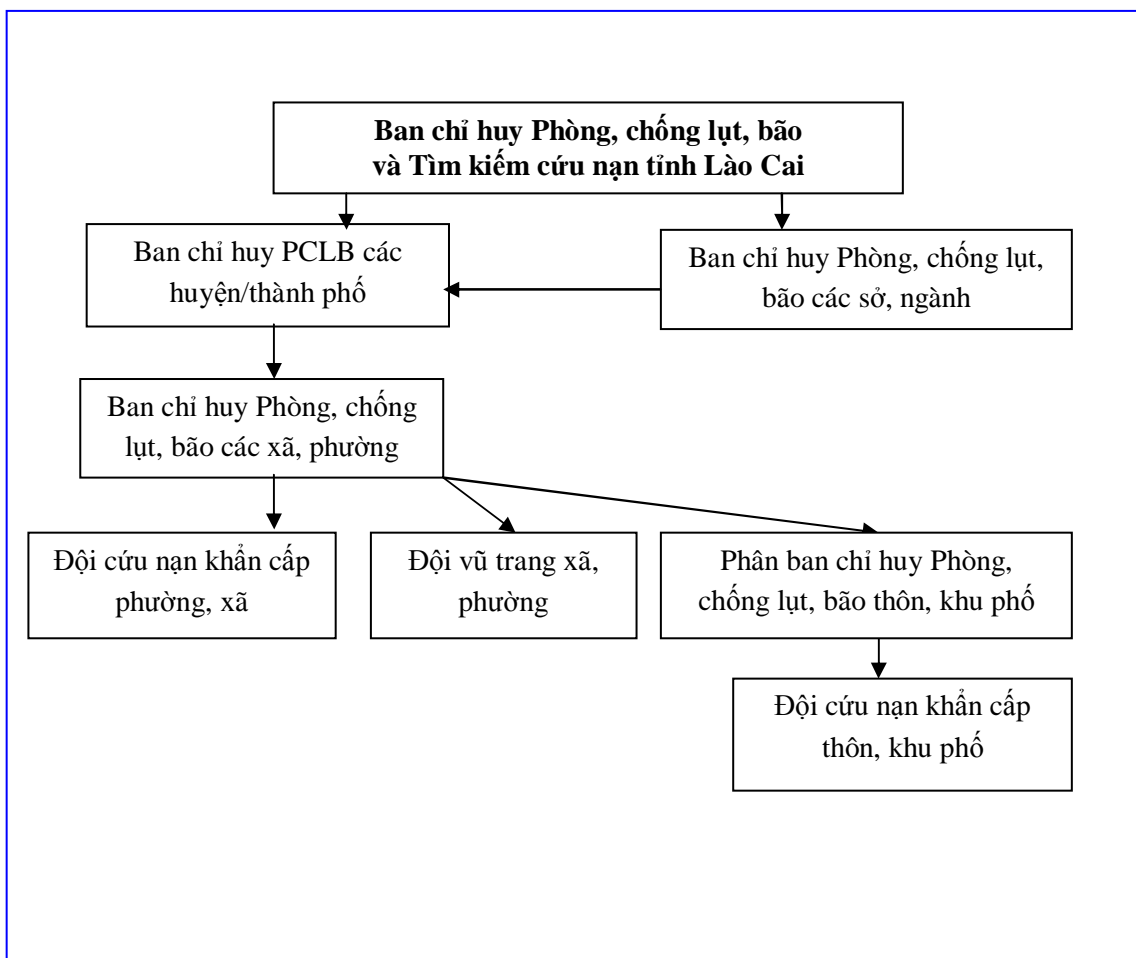 Ban chỉ huy Phòng, chống lụt, bão
và Tìm kiếm cứu nạn tỉnh Lào Cai
Ban chỉ huy PCLB các
huyện/thành phố
Ban chỉ huy Phòng, chống lụt,
bão các sở, ngành
Ban chỉ huy Phòng, chống
lụt, bão các xã, phường
Đội cứu nạn khẩn cấp
phường, xã
Đội vũ trang xã,
phường
Phân ban chỉ huy Phòng,
chống lụt, bão thôn, khu phố
Đội cứu nạn khẩn cấp
thôn, khu phố